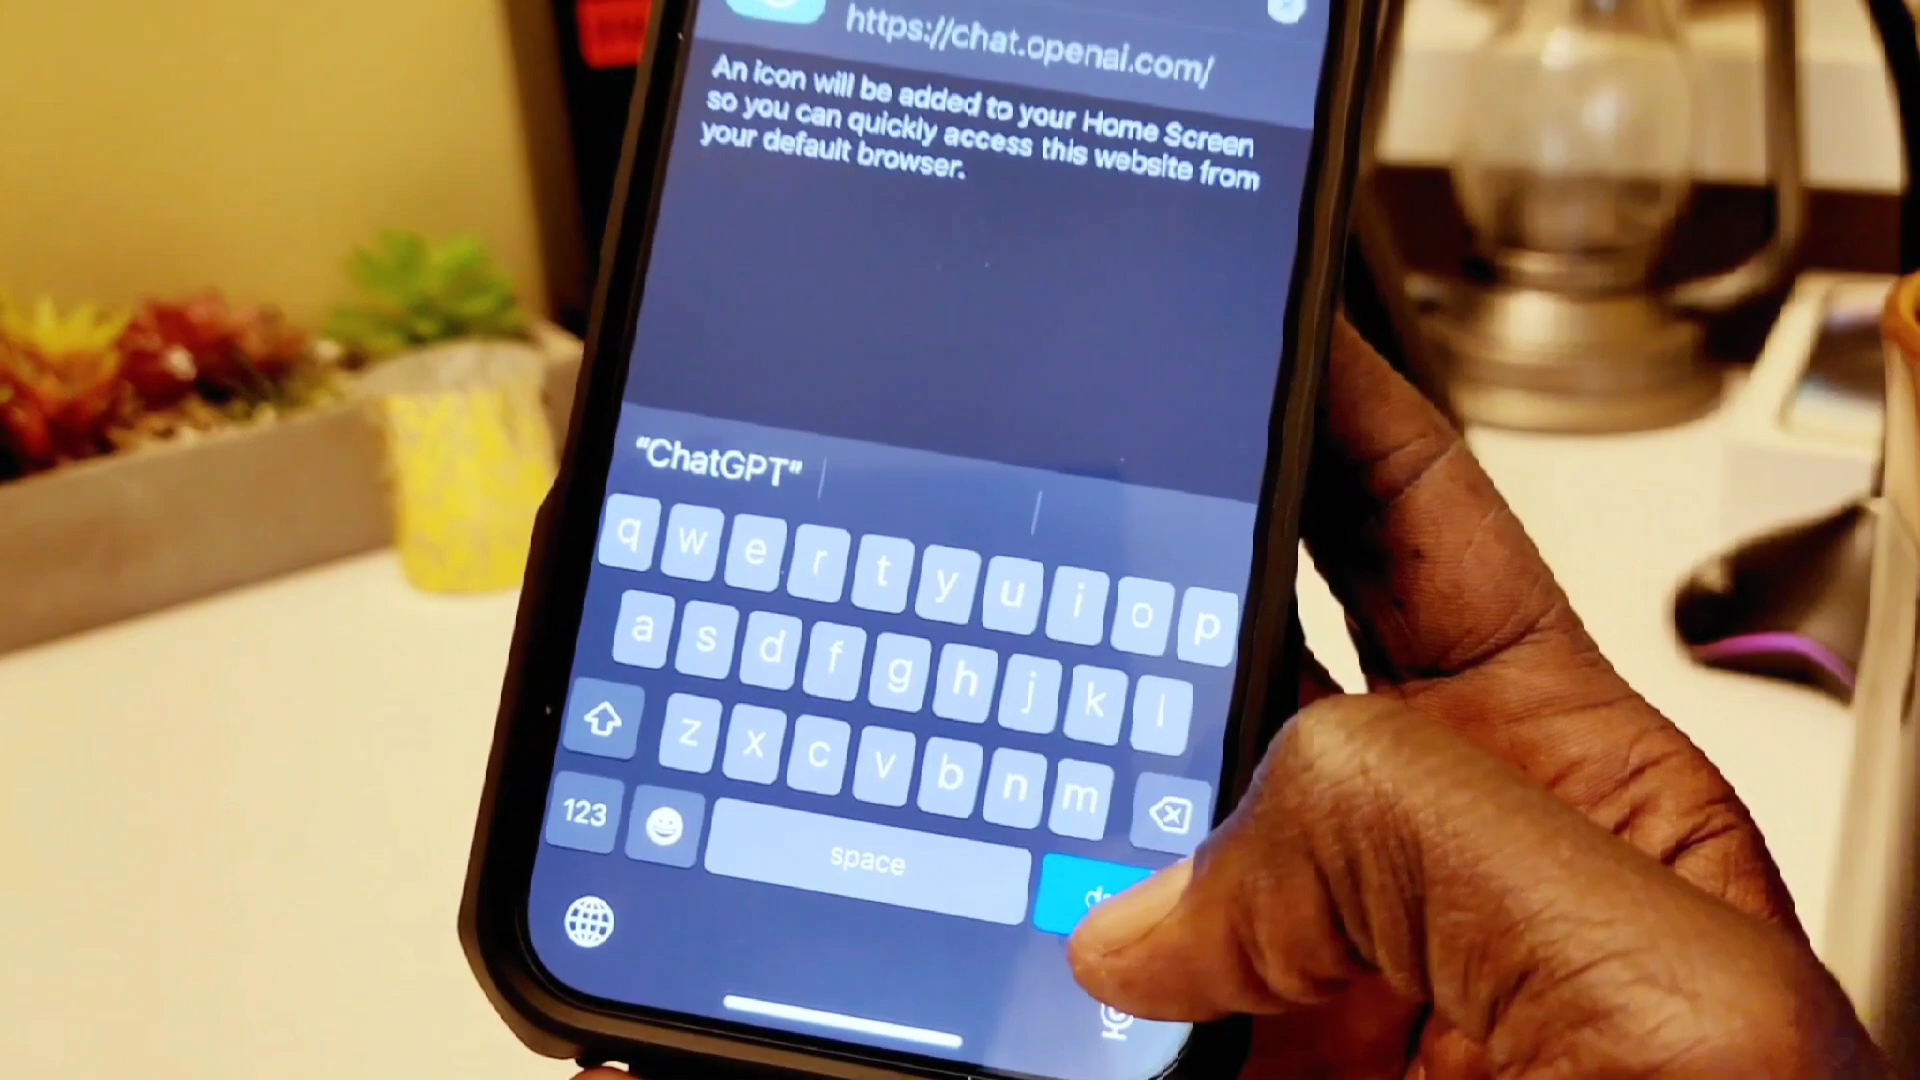 https://chat.openai.com/
An icon will be added to your Home Screen
so you can quickly access this website from
your default browser.
“ChatGPT”
q w e r t y u i o p
a s d f g h j k l
z x c v b n m
123
space